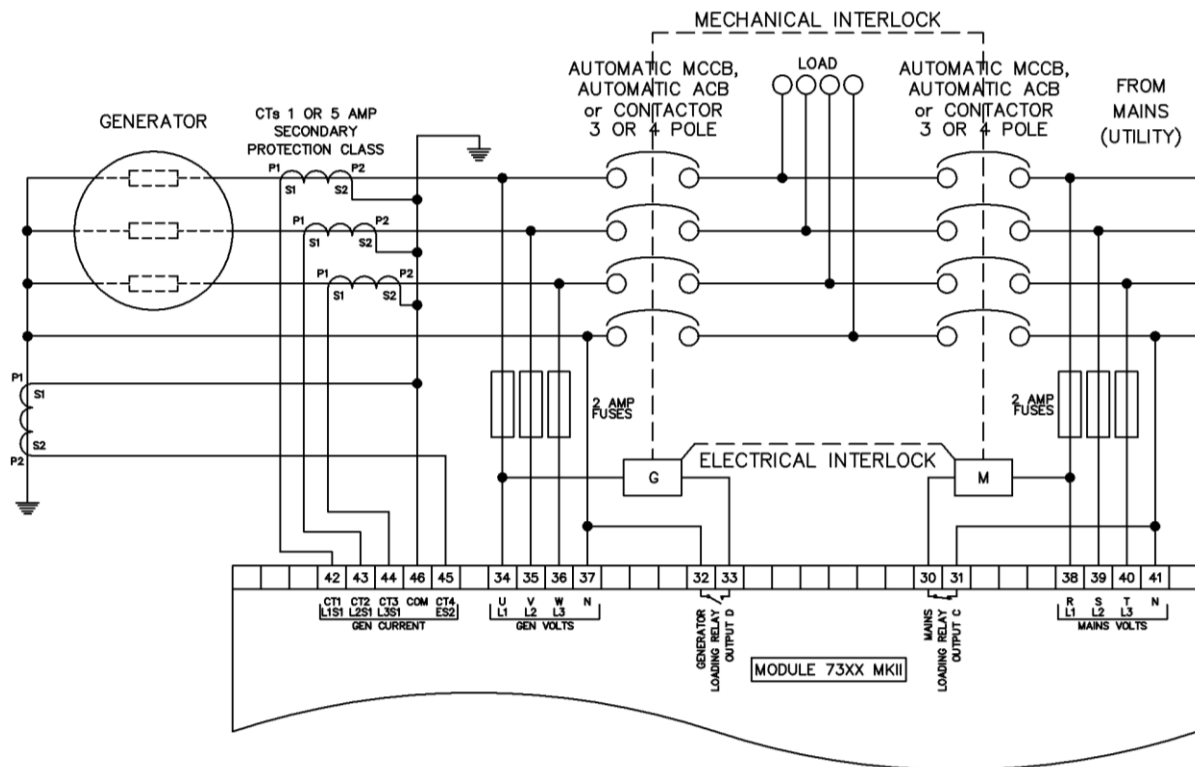 MECHANICAL INTERLOCK
AUTOMATIC MCCB,
AUTOMATIC ACB
or CONTACTOR
3 OR 4 POLE
LOAD
AUTOMATIC MCCB,
AUTOMATIC ACB
or CONTACTOR
3 OR 4 POLE
FROM
MAINS
(UTILITY)
GENERATOR
CTs 1 OR 5 AMP
SECONDARY
PROTECTION CLASS
P1 S1 S2 P2
P1 S1 S2 P2
P1 S1 S2 P2
P1
S1
S2
P2
2 AMP
FUSES
2 AMP
FUSES
ELECTRICAL INTERLOCK
G
M
42 43 44 46 45 34 35 36 37 32 33 30 31 38 39 40 41
CT1 CT2 CT3 COM CT4
L1S1 L2S1 L3S1 ES2
GEN CURRENT
U V W N
L1 L2 L3
GEN VOLTS
GENERATOR
LOADING RELAY
OUTPUT D
MAINS
LOADING RELAY
OUTPUT C
R S T N
L1 L2 L3
MAINS VOLTS
MODULE 73XX MKII